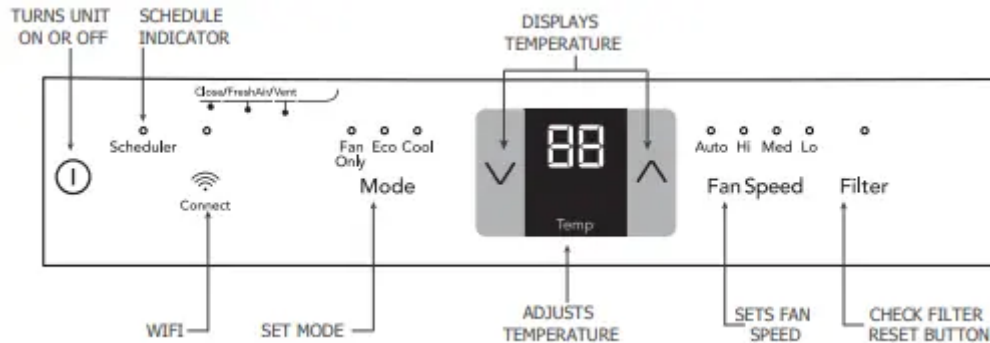 TURNS UNIT
ON OR OFF
SCHEDULE
INDICATOR
DISPLAYS
TEMPERATURE
Close/FreshAir/Vent
Scheduler
Connect
Fan
Only
Eco
Cool
Mode
88
Temp
Auto
Hi
Med
Lo
Fan Speed
Filter
WIFI
SET MODE
ADJUSTS
TEMPERATURE
SETS FAN
SPEED
CHECK FILTER
RESET BUTTON